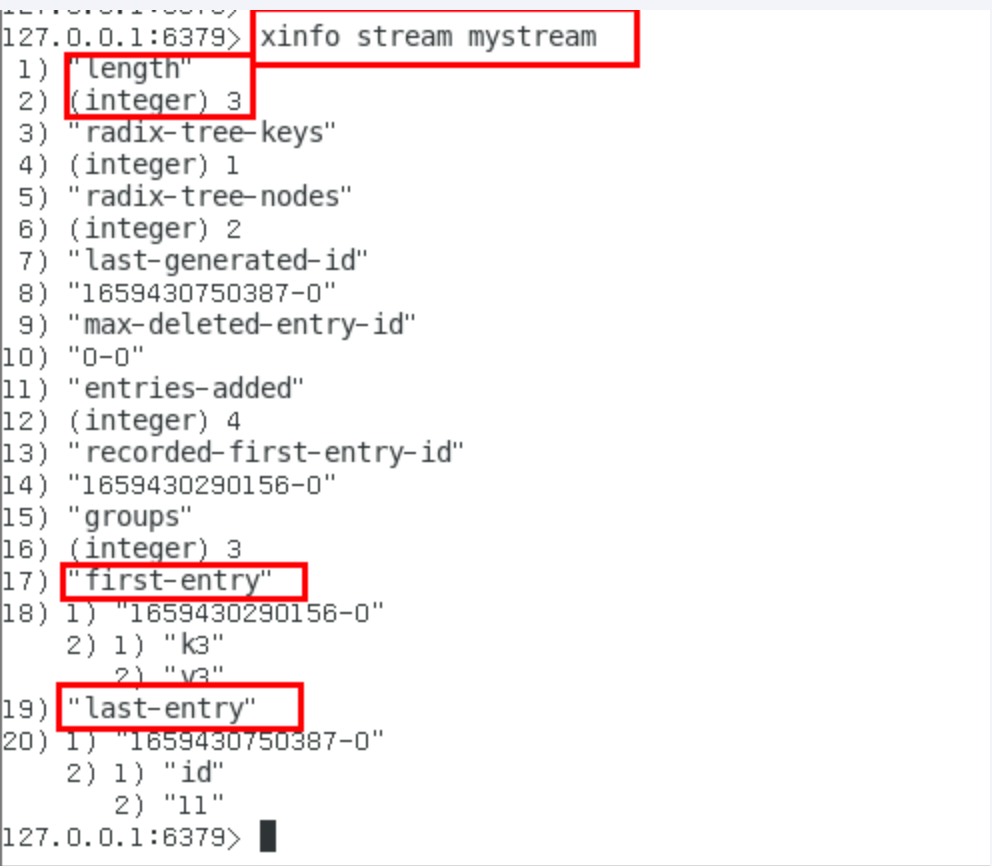 127.0.0.1:6379> xinfo stream mystream
1) "length"
2) (integer) 3
3) "radix-tree-keys"
4) (integer) 1
5) "radix-tree-nodes"
6) (integer) 2
7) "last-generated-id"
8) "1659430750387-0"
9) "max-deleted-entry-id"
10) "0-0"
11) "entries-added"
12) (integer) 4
13) "recorded-first-entry-id"
14) "1659430290156-0"
15) "groups"
16) (integer) 3
17) "first-entry"
18) 1) "1659430290156-0"
2) 1) "k3"
2) "v3"
19) "last-entry"
20) 1) "1659430750387-0"
2) 1) "id"
2) "11"
127.0.0.1:6379>